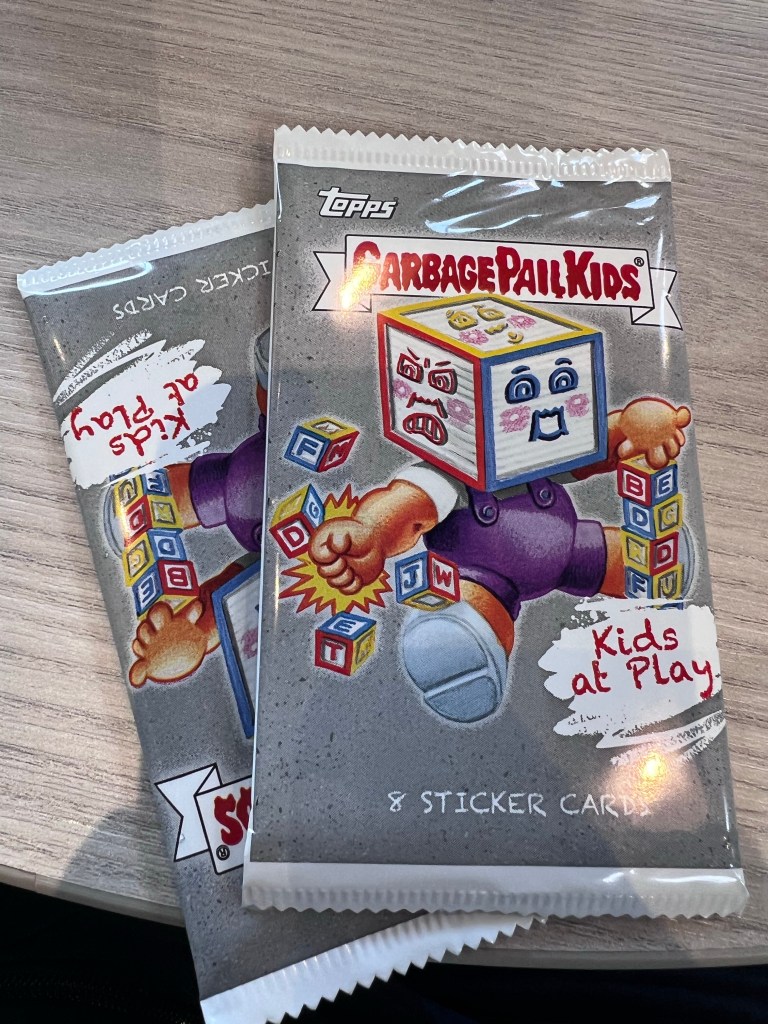 Topps
GARBAGE PAIL KIDS®
F M
D G
J W
E T
B E
D G
N D
F U
Kids
at Play
8 STICKER CARDS
STICKER CARDS
Kids
at
Play
B E
®